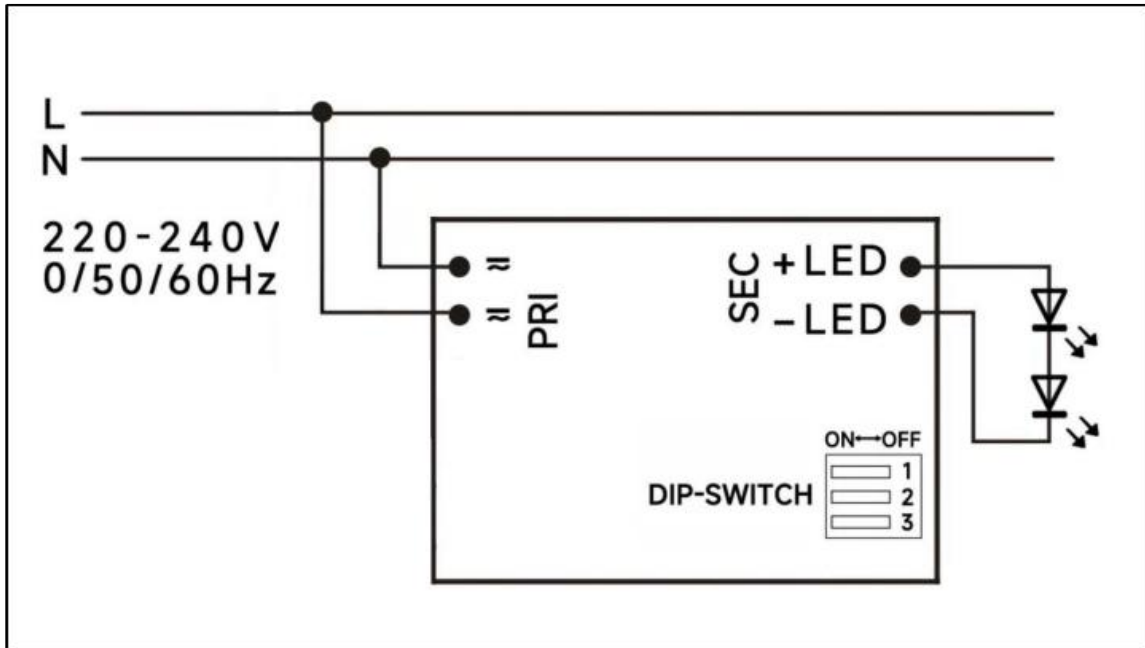 L
N
220-240V
0/50/60Hz
PRI
SEC
+LED
-LED
ON↔OFF
DIP-SWITCH
1
2
3